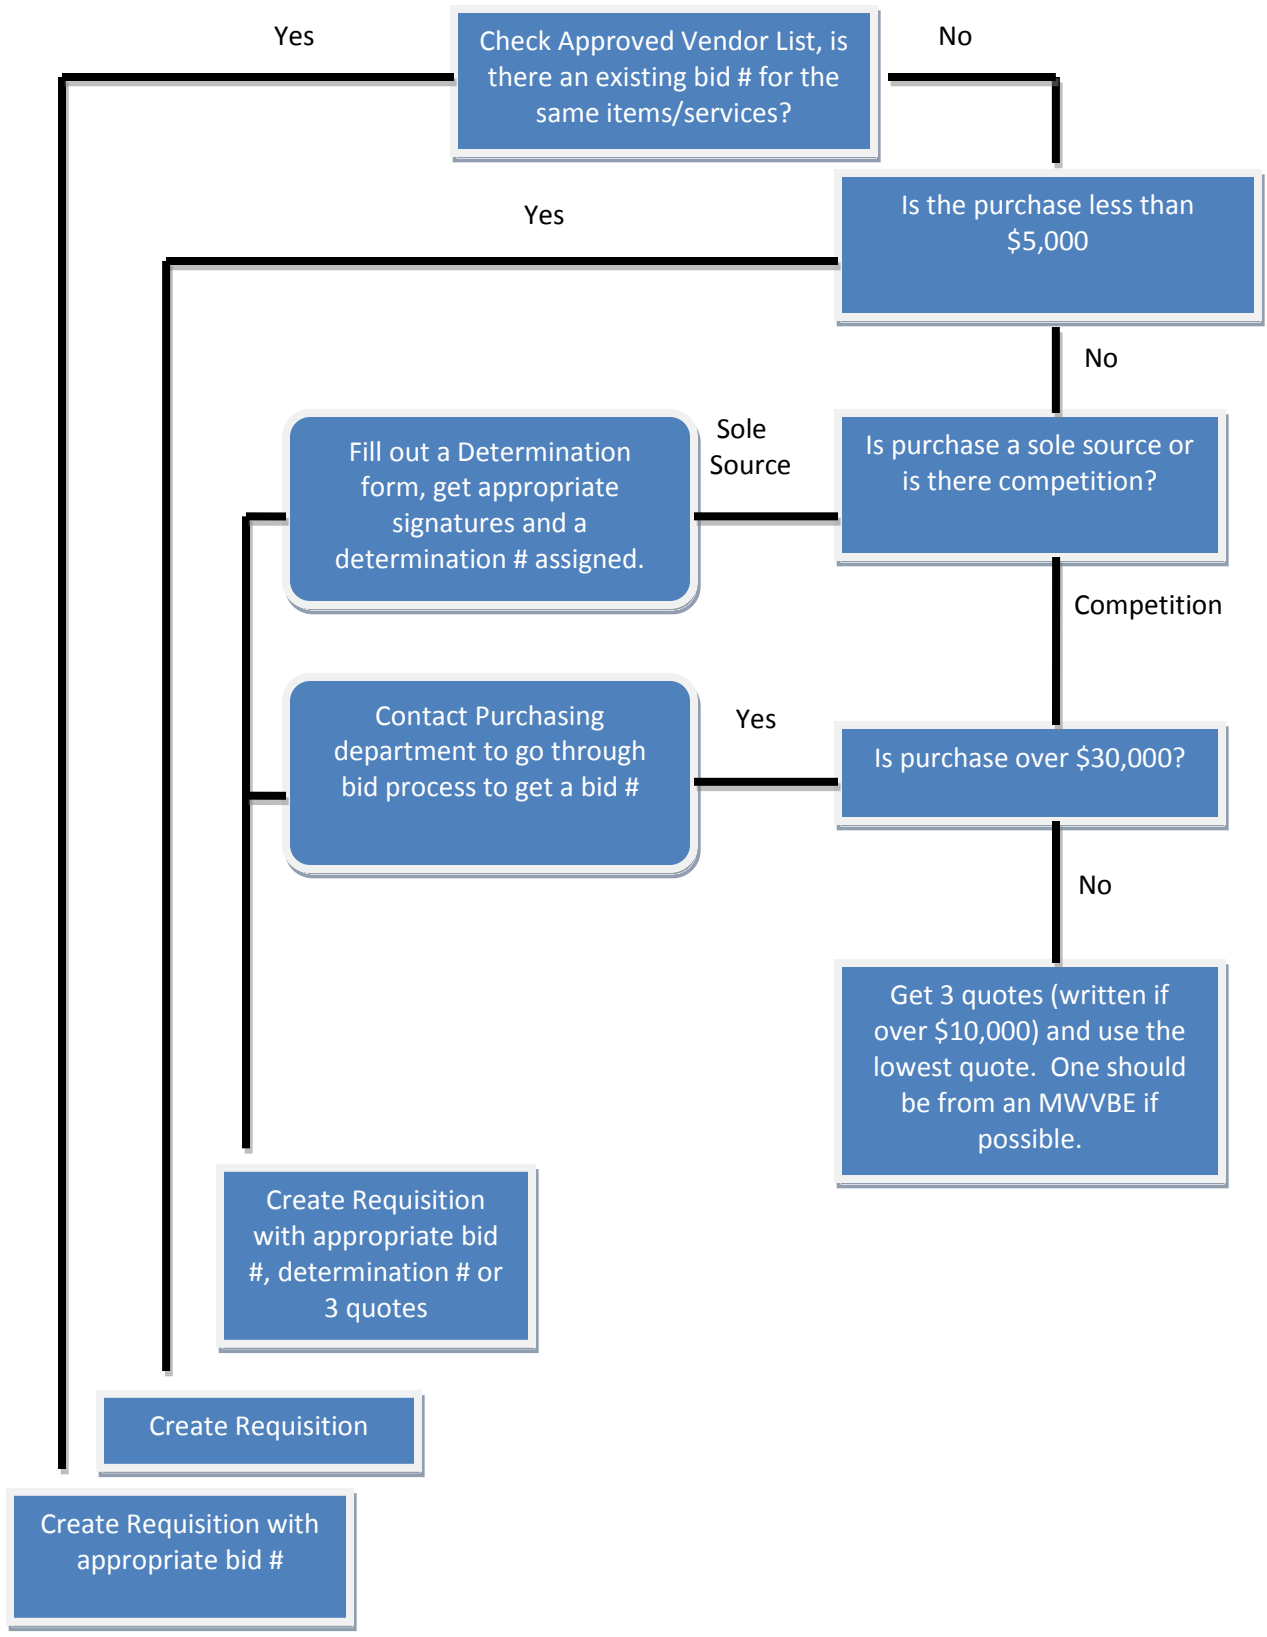 Yes
Check Approved Vendor List, is
there an existing bid # for the
same items/services?
No
Yes
Is the purchase less than
$5,000
No
Fill out a Determination
form, get appropriate
signatures and a
determination # assigned.
Sole
Source
Is purchase a sole source or
is there competition?
Competition
Contact Purchasing
department to go through
bid process to get a bid #
Yes
Is purchase over $30,000?
No
Get 3 quotes (written if
over $10,000) and use the
lowest quote.  One should
be from an MWVBE if
possible.
Create Requisition
with appropriate bid
#, determination # or
3 quotes
Create Requisition
Create Requisition with
appropriate bid #